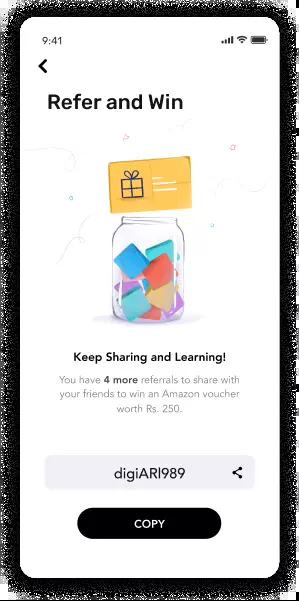 9:41
Refer and Win
Keep Sharing and Learning!
You have 4 more referrals to share with
your friends to win an Amazon voucher
worth Rs. 250.
digiARl989
COPY